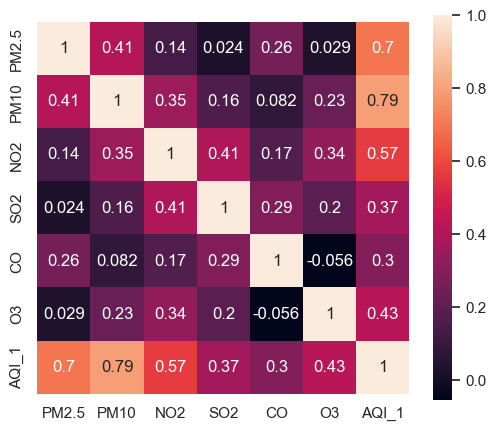 PM2.5 1 0.41 0.14 0.024 0.26 0.029 0.7
PM10 0.41 1 0.35 0.16 0.082 0.23 0.79
NO2 0.14 0.35 1 0.41 0.17 0.34 0.57
SO2 0.024 0.16 0.41 1 0.29 0.2 0.37
CO 0.26 0.082 0.17 0.29 1 -0.056 0.3
O3 0.029 0.23 0.34 0.2 -0.056 1 0.43
AQI_1 0.7 0.79 0.57 0.37 0.3 0.43 1
PM2.5 PM10 NO2 SO2 CO O3 AQI_1
1.0
0.8
0.6
0.4
0.2
0.0